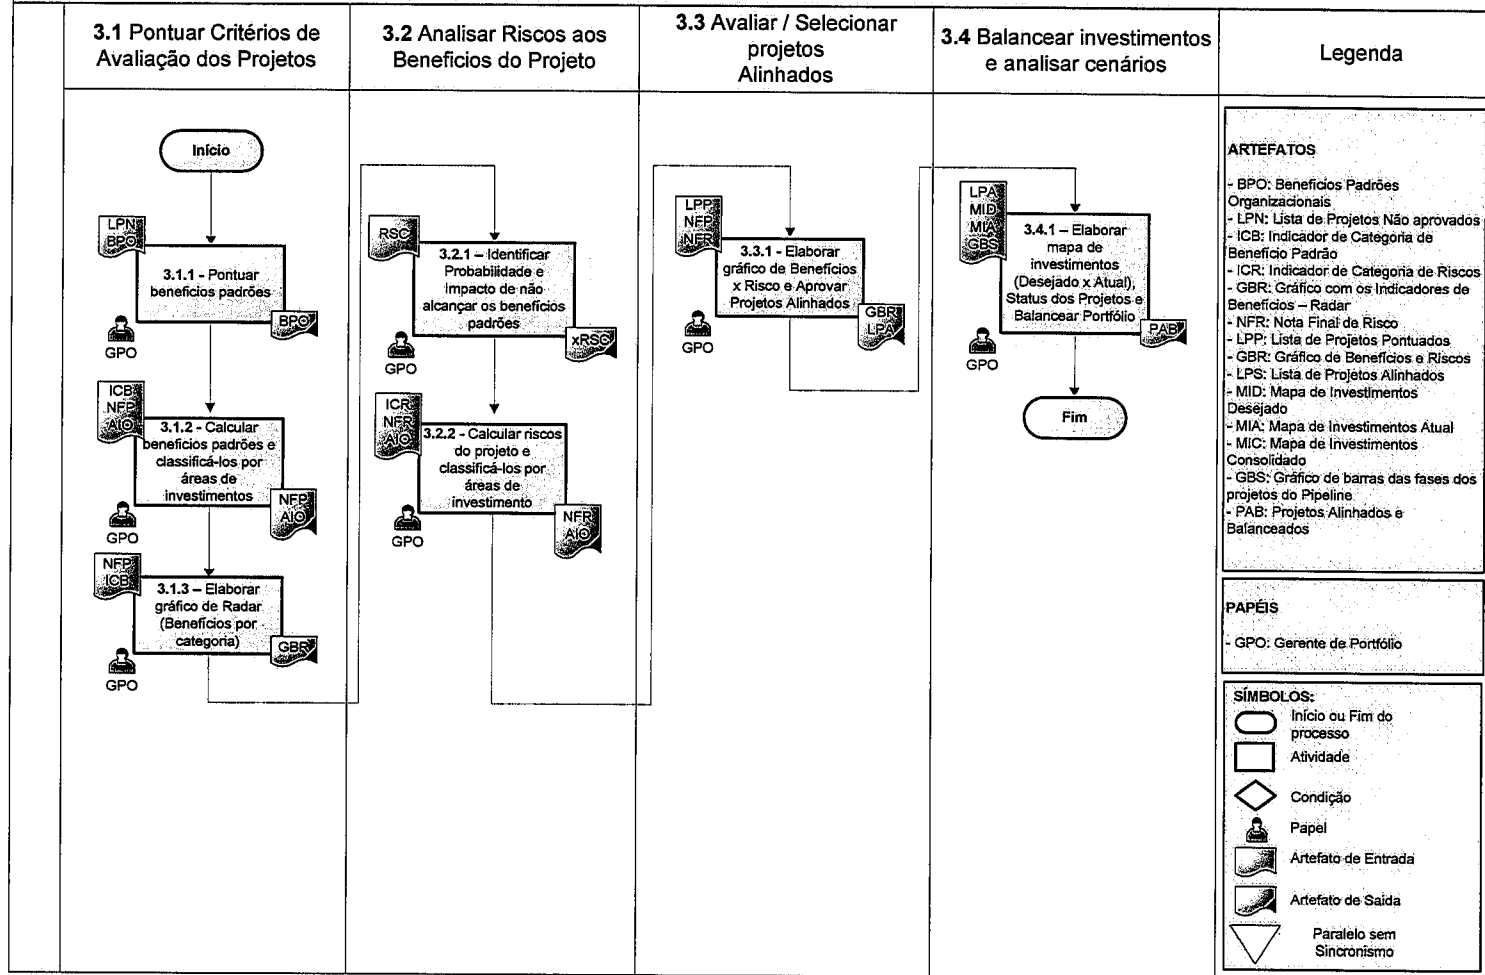 3.1 Pontuar Critérios de
Avaliação dos Projetos
3.2 Analisar Riscos aos
Beneficios do Projeto
3.3 Avaliar / Selecionar
projetos
Alinhados
3.4 Balancear investimentos
e analisar cenários
Legenda
Início
LPN
BPO
3.1.1 - Pontuar
benefícios padrões
BPO
GPO
ICB
NFP
AIO
3.1.2 - Calcular
benefícios padrões e
classificá-los por
áreas de
investimentos
NFP
AIO
GPO
NFP
ICB
3.1.3 – Elaborar
gráfico de Radar
(Benefícios por
categoria)
GBR
GPO
RSC
3.2.1 – Identificar
Probabilidade e
Impacto de não
alcançar os benefícios
padrões
xRSC
GPO
ICR
NFR
AIO
3.2.2 - Calcular riscos
do projeto e
classificá-los por
áreas de
investimento
NFR
AIO
GPO
LPP
NFP
NFR
3.3.1 - Elaborar
gráfico de Benefícios
x Risco e Aprovar
Projetos Alinhados
GBR
LPA
GPO
LPA
MID
MIA
GBS
3.4.1 – Elaborar
mapa de
investimentos
(Desejado x Atual),
Status dos Projetos e
Balancear Portfólio
PAB
GPO
Fim
ARTEFATOS
- BPO: Benefícios Padrões
Organizacionais
- LPN: Lista de Projetos Não aprovados
- ICB: Indicador de Categoria de
Benefício Padrão
- ICR: Indicador de Categoria de Riscos
- GBR: Gráfico com os Indicadores de
Benefícios – Radar
- NFR: Nota Final de Risco
- LPP: Lista de Projetos Pontuados
- GBR: Gráfico de Benefícios e Riscos
- LPS: Lista de Projetos Alinhados
- MID: Mapa de Investimentos
Desejado
- MIA: Mapa de Investimentos Atual
- MIC: Mapa de Investimentos
Consolidado
- GBS: Gráfico de barras das fases dos
projetos do Pipeline
- PAB: Projetos Alinhados e
Balanceados
PAPÉIS
- GPO: Gerente de Portfólio
SÍMBOLOS:
Início ou Fim do
processo
Atividade
Condição
Papel
Artefato de Entrada
Artefato de Saída
Paralelo sem
Sincronismo